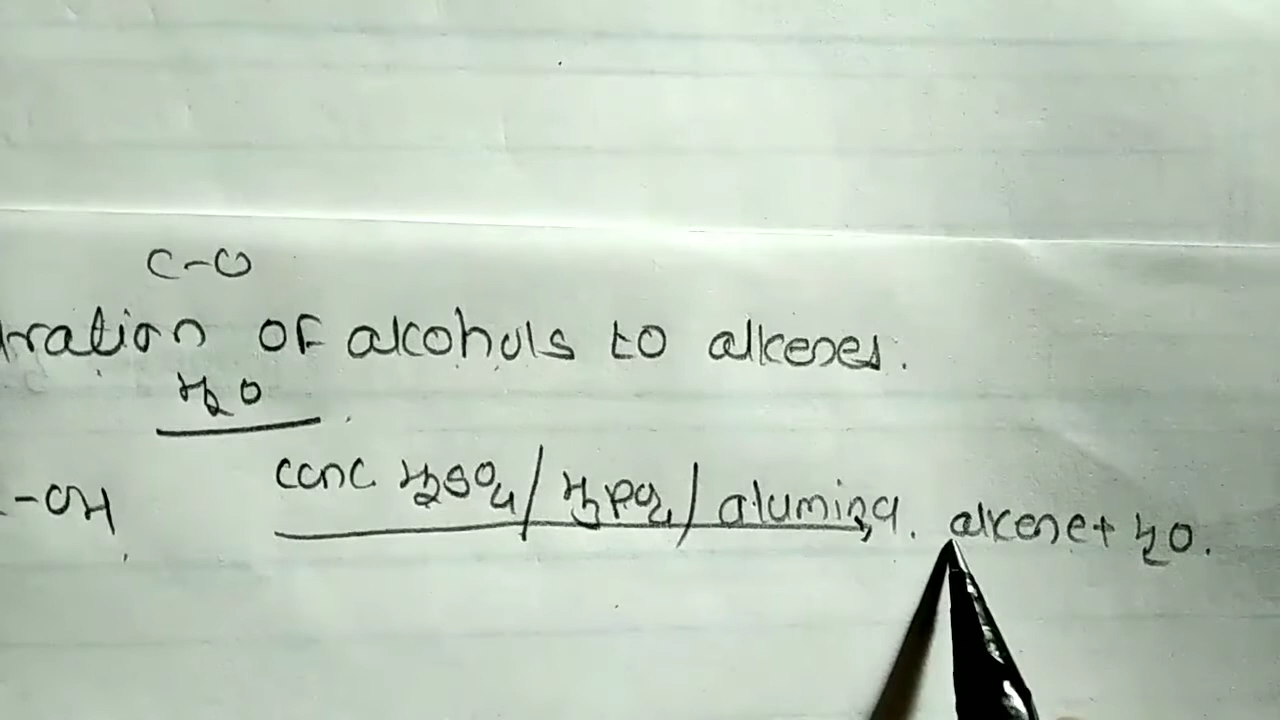 C-O
ration of alcohols to alkenes.
H2O
-OH conc H2SO4/H3PO4/alumina. alkene + H2O.